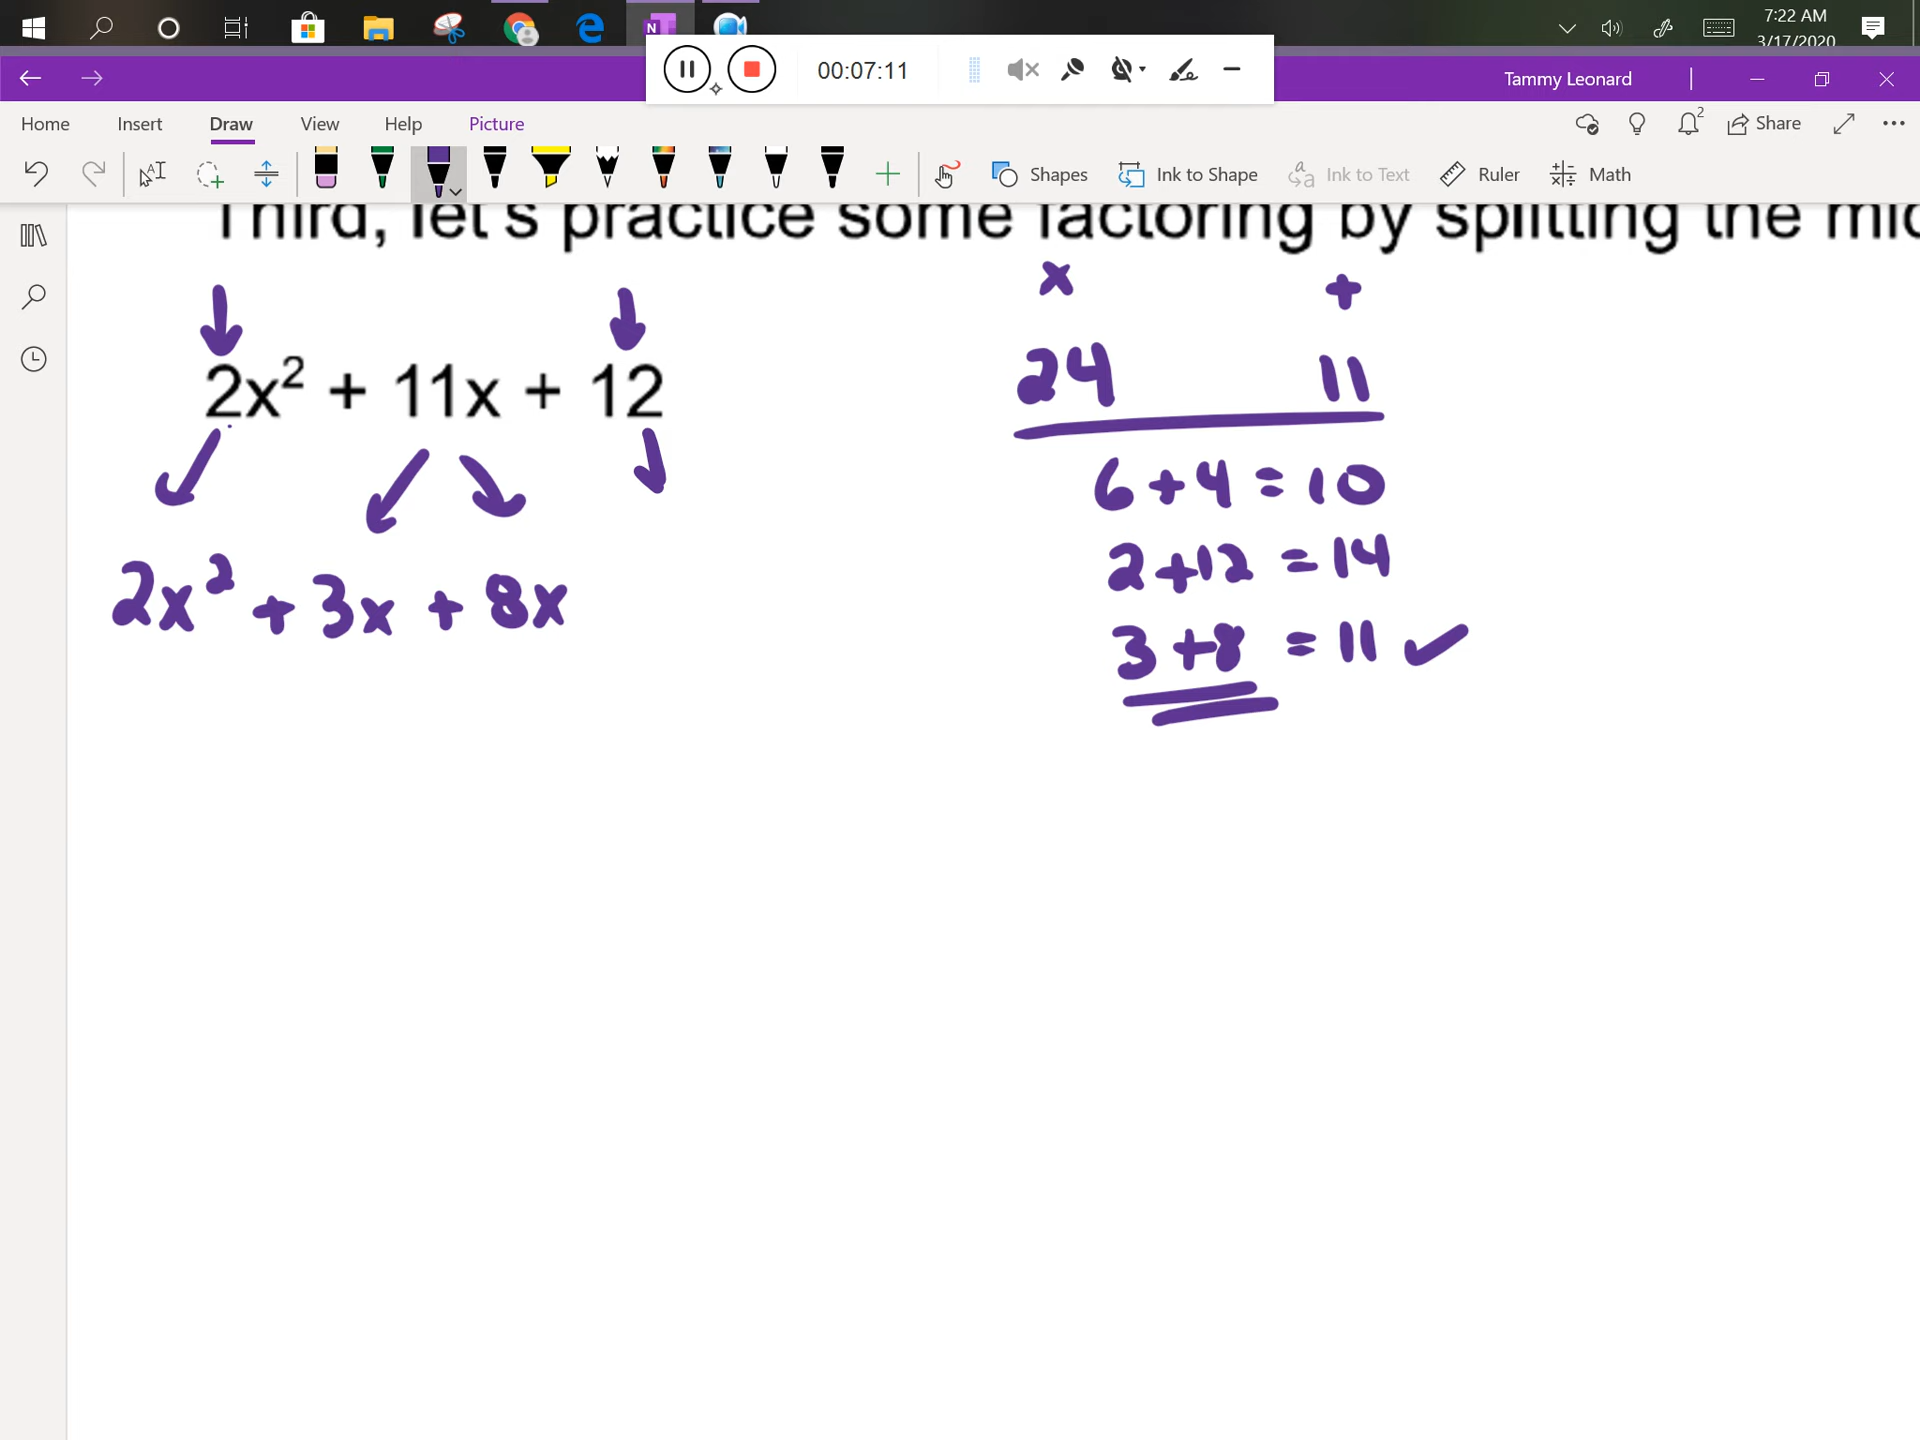 7:22 AM
3/17/2020
00:07:11
Tammy Leonard
Home Insert Draw View Help Picture
2 Share
Shapes Ink to Shape Ink to Text Ruler Math
Third, let's practice some factoring by splitting the
x +
2x² + 11x + 12
24 11
6 + 4 = 10
2 + 12 = 14
2x² + 3x + 8x
3 + 8 = 11 ✓